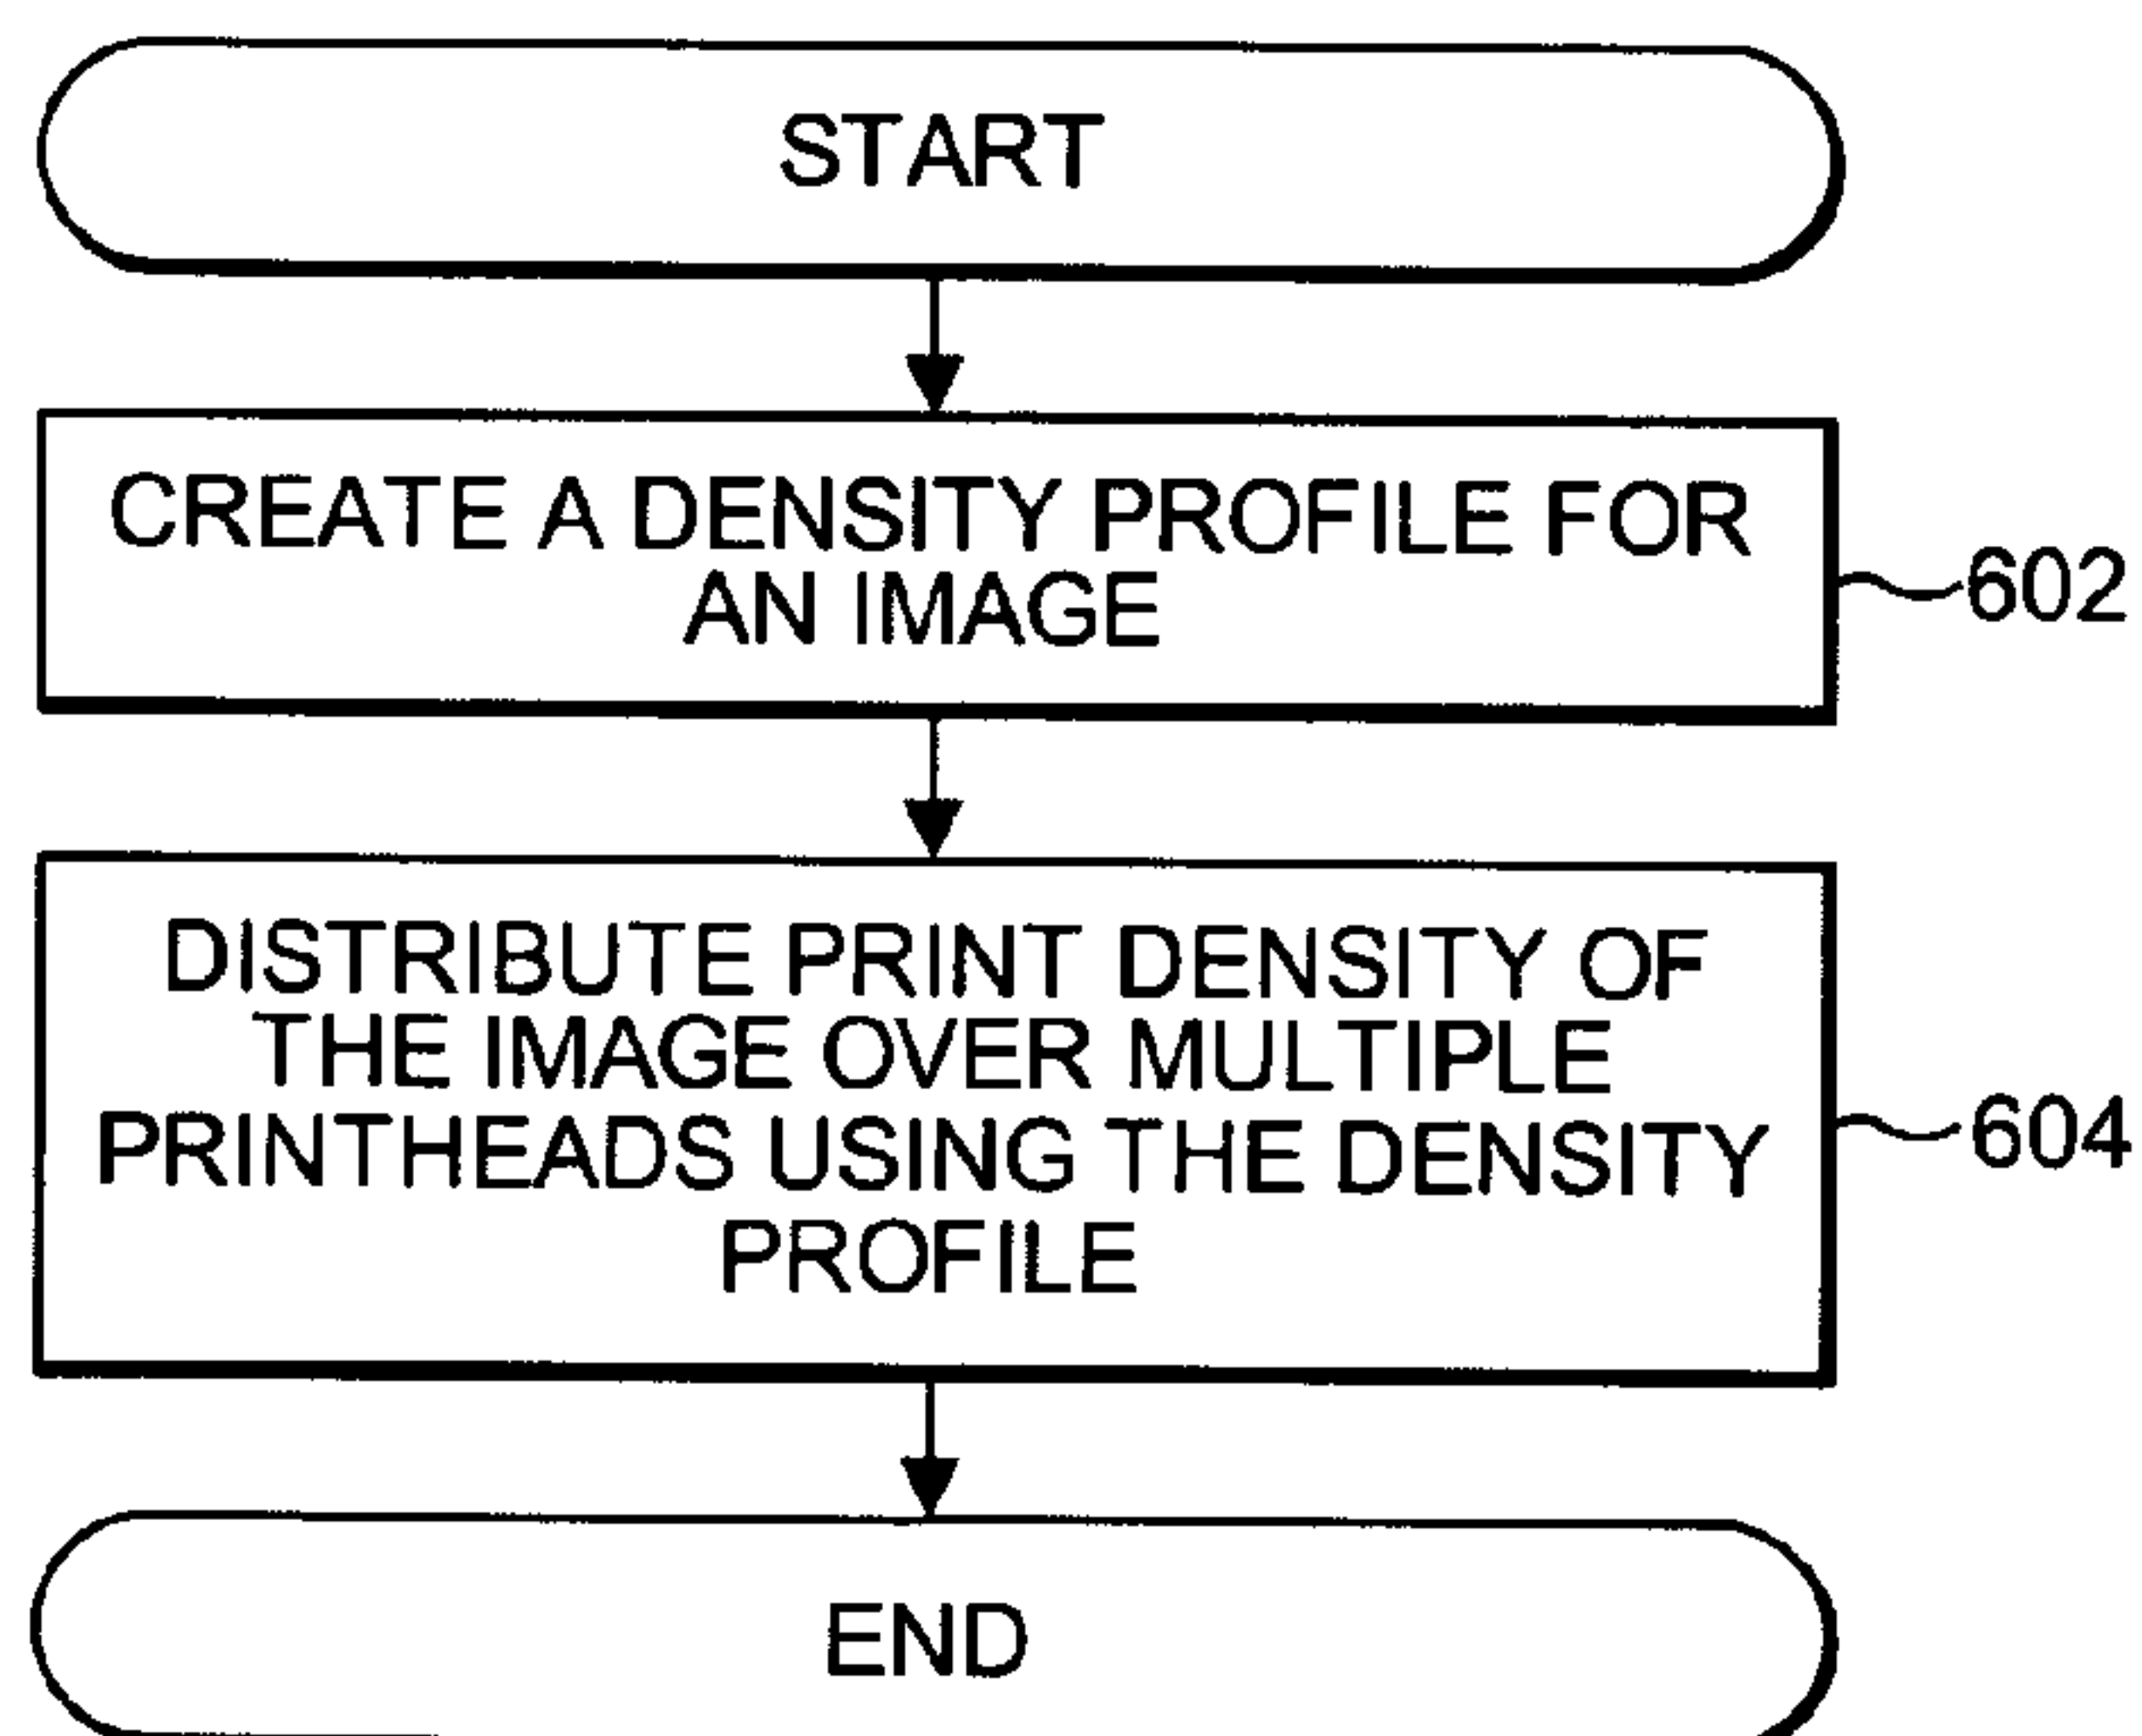 START
CREATE A DENSITY PROFILE FOR
AN IMAGE
602
DISTRIBUTE PRINT DENSITY OF
THE IMAGE OVER MULTIPLE
PRINTHEADS USING THE DENSITY
PROFILE
604
END